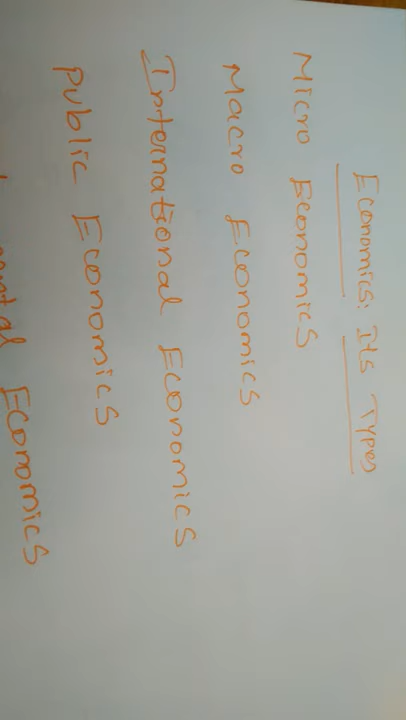 Economics: Its Types
Micro Economics
Macro Economics
International Economics
Public Economics
Economics